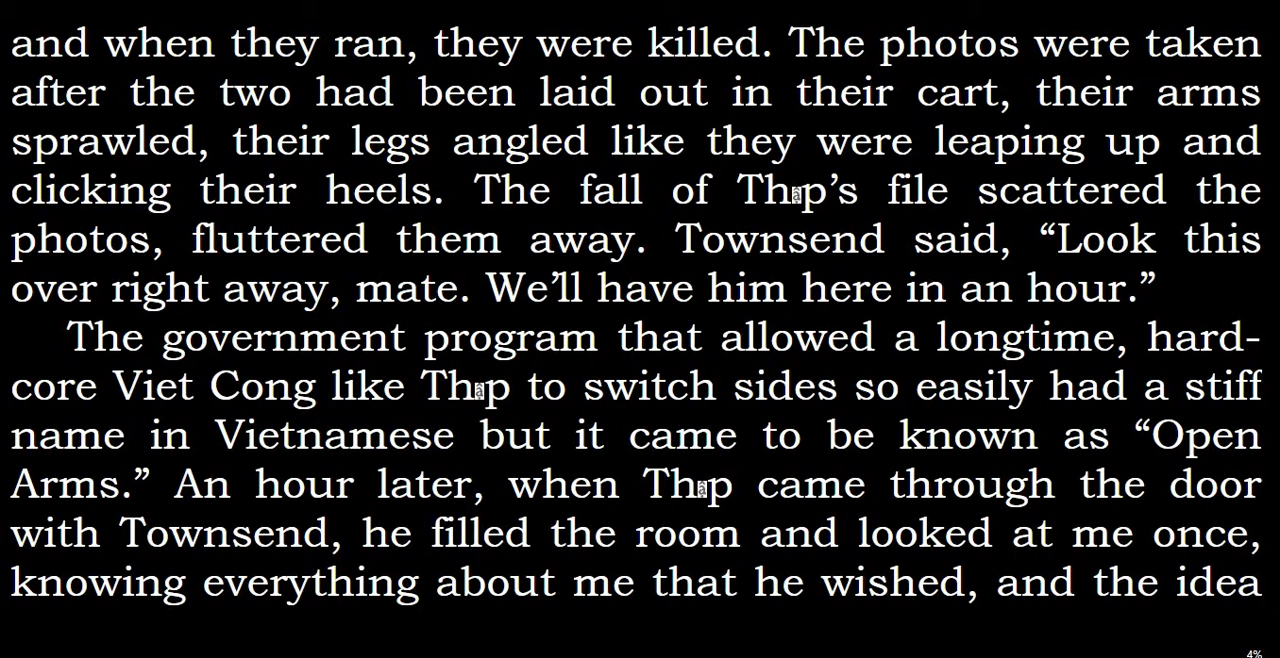 and when they ran, they were killed. The photos were taken
after the two had been laid out in their cart, their arms
sprawled, their legs angled like they were leaping up and
clicking their heels. The fall of Thập’s file scattered the
photos, fluttered them away. Townsend said, “Look this
over right away, mate. We’ll have him here in an hour.”
The government program that allowed a longtime, hard-
core Viet Cong like Thập to switch sides so easily had a stiff
name in Vietnamese but it came to be known as “Open
Arms.” An hour later, when Thập came through the door
with Townsend, he filled the room and looked at me once,
knowing everything about me that he wished, and the idea
4%